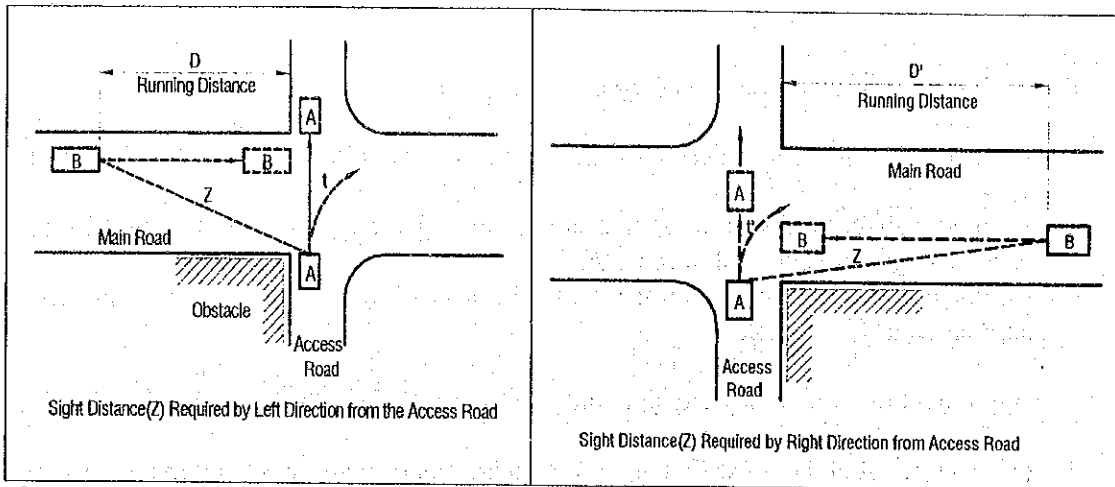 D
Running Distance
A
B
B
t
Z
Main Road
A
Obstacle
Access
Road
Sight Distance(Z) Required by Left Direction from the Access Road
D'
Running Distance
Main Road
A
t'
B
B
Z
A
Access
Road
Sight Distance(Z) Required by Right Direction from Access Road